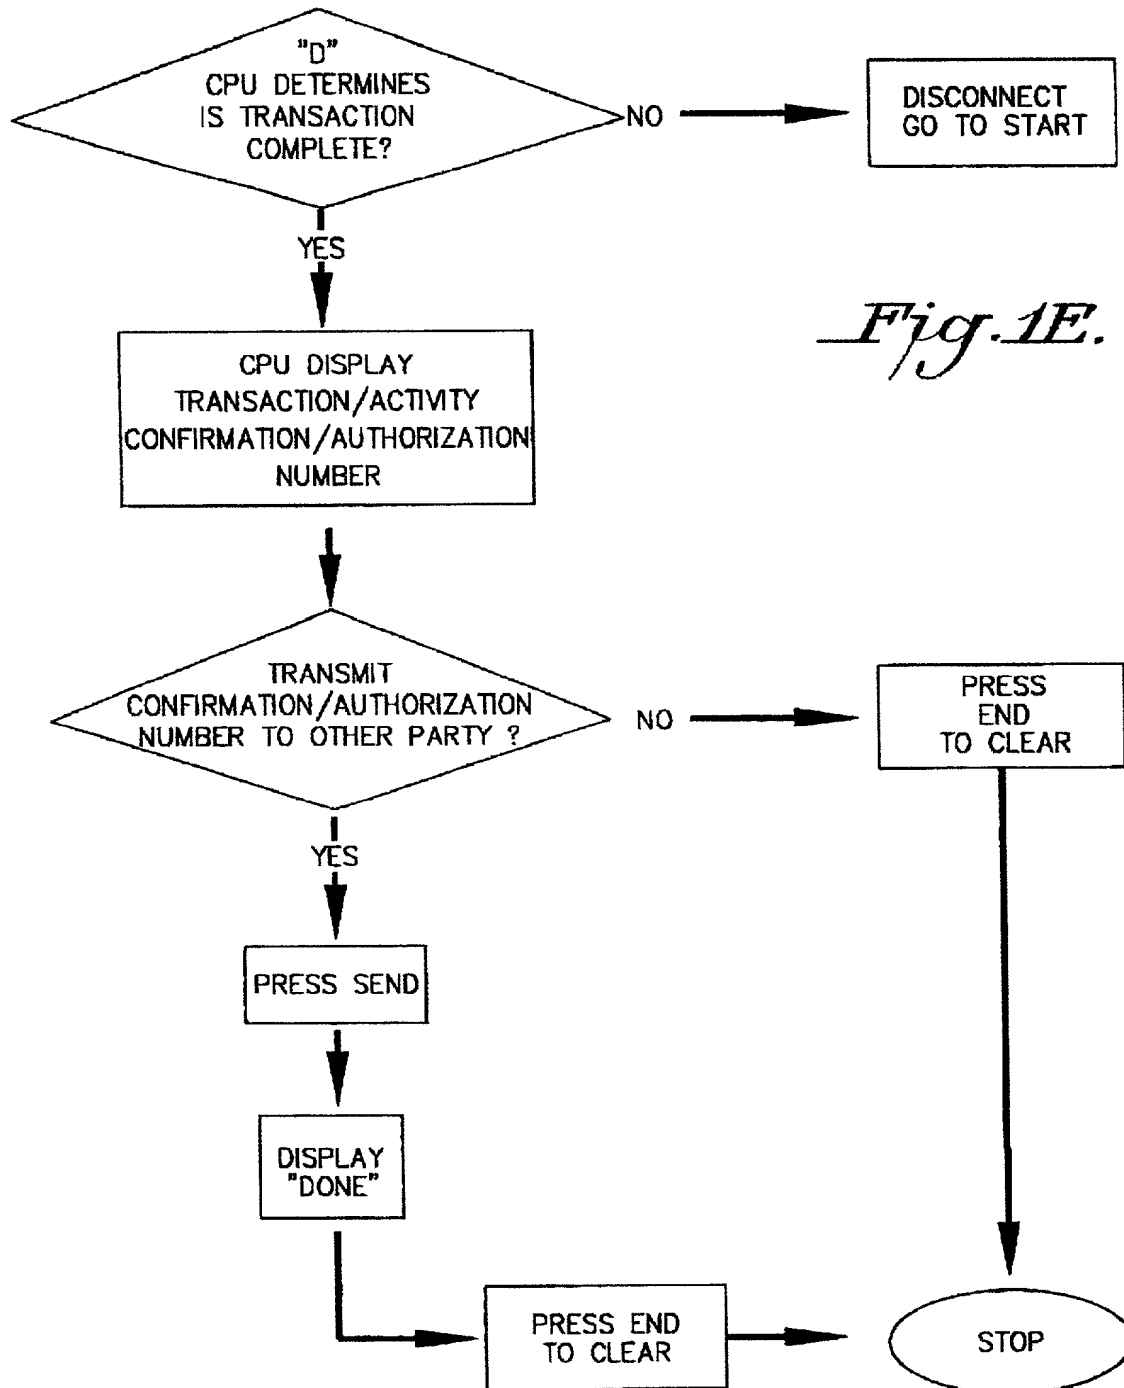 "D"
CPU DETERMINES
IS TRANSACTION
COMPLETE?
NO
DISCONNECT
GO TO START
YES
Fig. 1E.
CPU DISPLAY
TRANSACTION/ACTIVITY
CONFIRMATION/AUTHORIZATION
NUMBER
TRANSMIT
CONFIRMATION/AUTHORIZATION
NUMBER TO OTHER PARTY ?
NO
PRESS
END
TO CLEAR
YES
PRESS SEND
DISPLAY
"DONE"
PRESS END
TO CLEAR
STOP